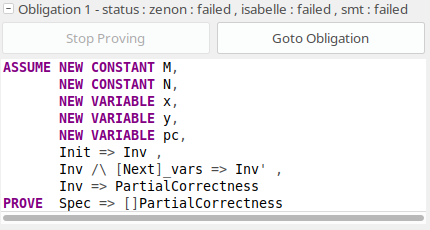 Obligation 1 - status : zenon : failed , isabelle : failed , smt : failed
Stop Proving Goto Obligation
ASSUME NEW CONSTANT M,
NEW CONSTANT N,
NEW VARIABLE x,
NEW VARIABLE y,
NEW VARIABLE pc,
Init => Inv ,
Inv /\ [Next]_vars => Inv' ,
Inv => PartialCorrectness
PROVE Spec => []PartialCorrectness